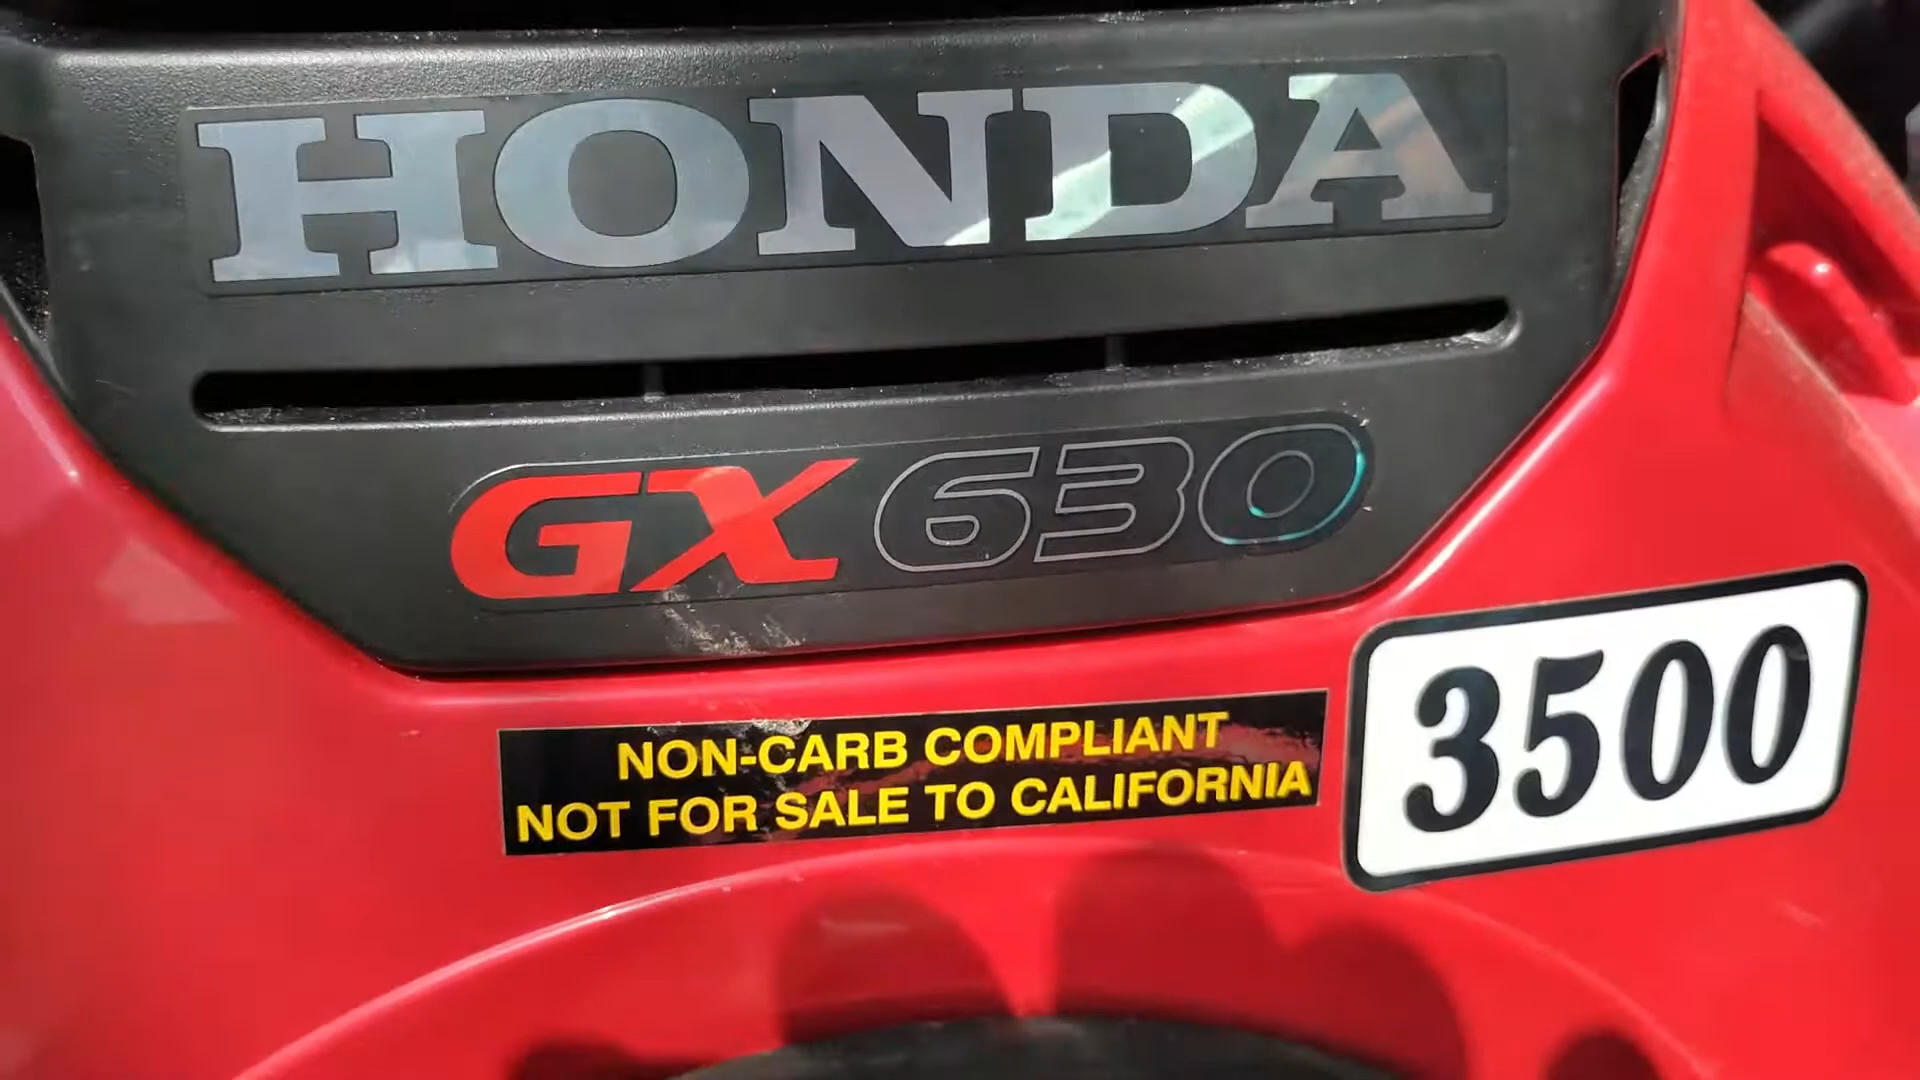 HONDA
GX630
NON-CARB COMPLIANT
NOT FOR SALE TO CALIFORNIA
3500